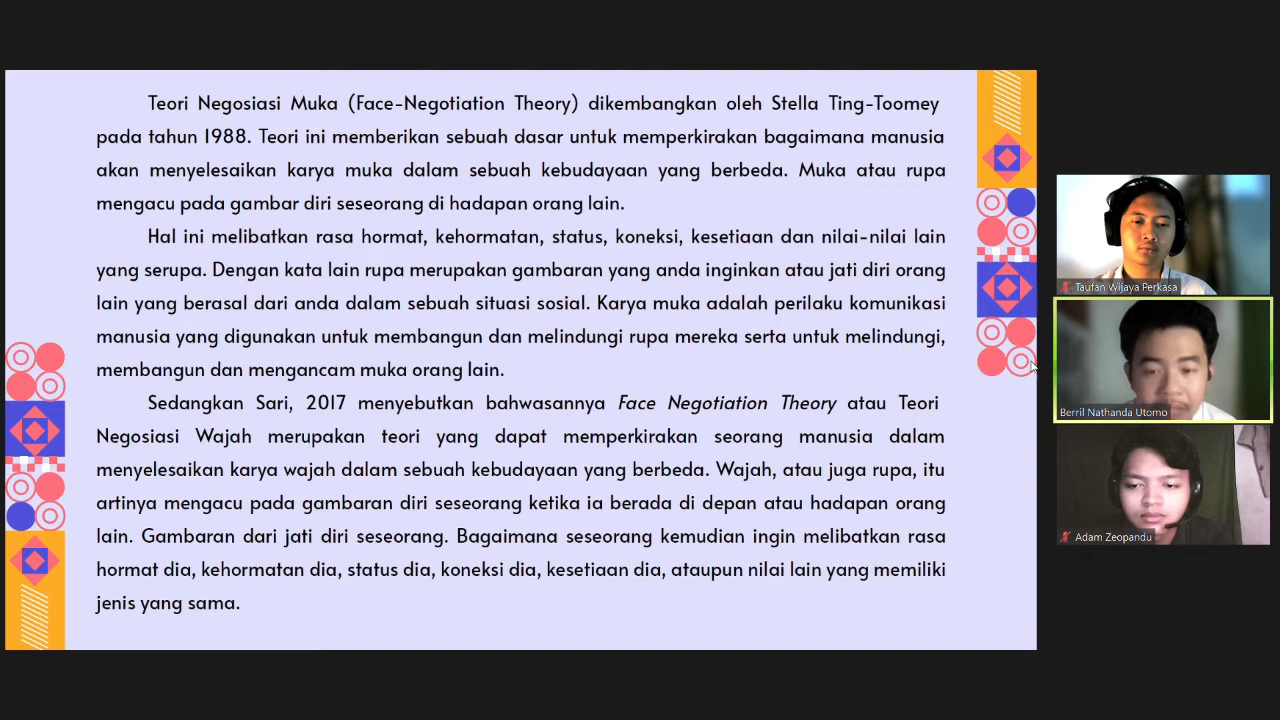 Teori Negosiasi Muka (Face-Negotiation Theory) dikembangkan oleh Stella Ting-Toomey
pada tahun 1988. Teori ini memberikan sebuah dasar untuk memperkirakan bagaimana manusia
akan menyelesaikan karya muka dalam sebuah kebudayaan yang berbeda. Muka atau rupa
mengacu pada gambar diri seseorang di hadapan orang lain.
Hal ini melibatkan rasa hormat, kehormatan, status, koneksi, kesetiaan dan nilai-nilai lain
yang serupa. Dengan kata lain rupa merupakan gambaran yang anda inginkan atau jati diri orang
lain yang berasal dari anda dalam sebuah situasi sosial. Karya muka adalah perilaku komunikasi
manusia yang digunakan untuk membangun dan melindungi rupa mereka serta untuk melindungi,
membangun dan mengancam muka orang lain.
Sedangkan Sari, 2017 menyebutkan bahwasannya Face Negotiation Theory atau Teori
Negosiasi Wajah merupakan teori yang dapat memperkirakan seorang manusia dalam
menyelesaikan karya wajah dalam sebuah kebudayaan yang berbeda. Wajah, atau juga rupa, itu
artinya mengacu pada gambaran diri seseorang ketika ia berada di depan atau hadapan orang
lain. Gambaran dari jati diri seseorang. Bagaimana seseorang kemudian ingin melibatkan rasa
hormat dia, kehormatan dia, status dia, koneksi dia, kesetiaan dia, ataupun nilai lain yang memiliki
jenis yang sama.
Taufan Wijaya Perkasa
Berril Nathanda Utomo
Adam Zeopandu